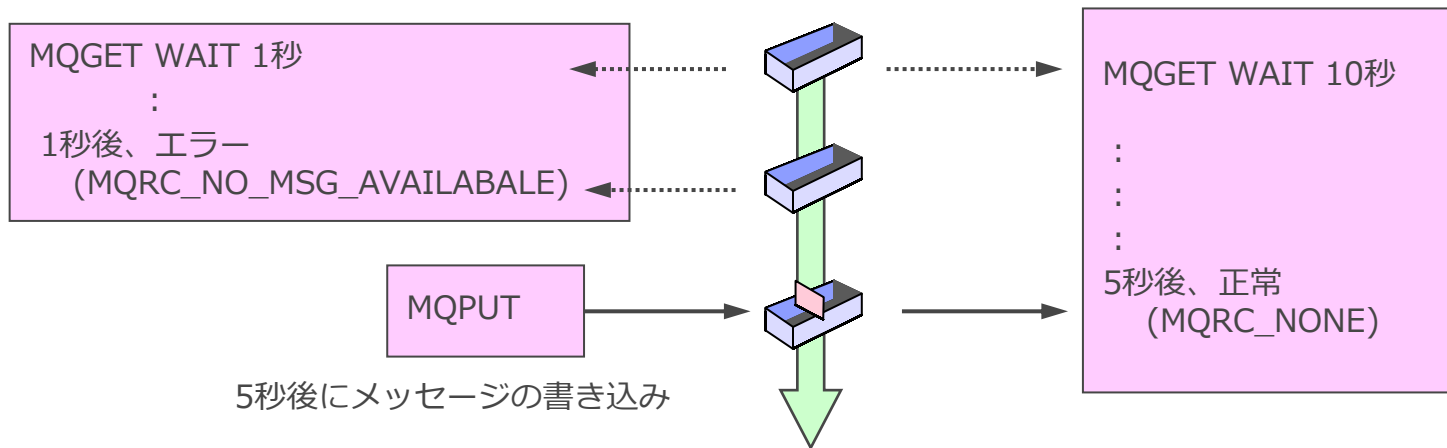 MQGET WAIT 1秒
:
1秒後、エラー
(MQRC_NO_MSG_AVAILABALE)
MQPUT
5秒後にメッセージの書き込み
MQGET WAIT 10秒
:
:
:
5秒後、正常
(MQRC_NONE)